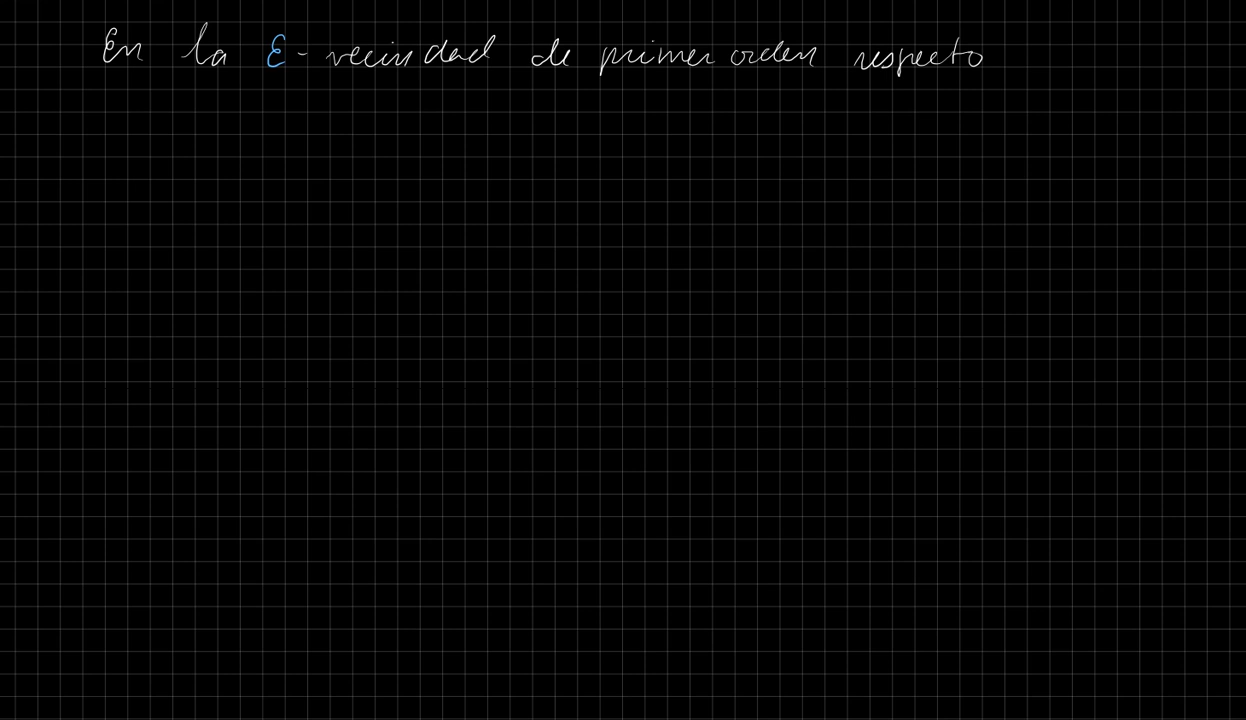 En la ε-vecindad de primer orden respecto